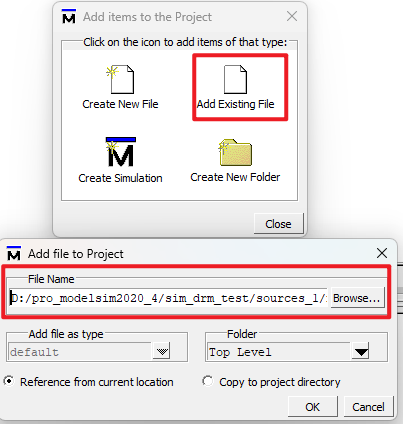 Add items to the Project
Click on the icon to add items of that type:
Create New File
Add Existing File
Create Simulation
Create New Folder
Close
Add file to Project
File Name
D:/pro_modelsim2020_4/sim_drm_test/sources_1/
Browse...
Add file as type
Folder
default
Top Level
Reference from current location
Copy to project directory
OK
Cancel